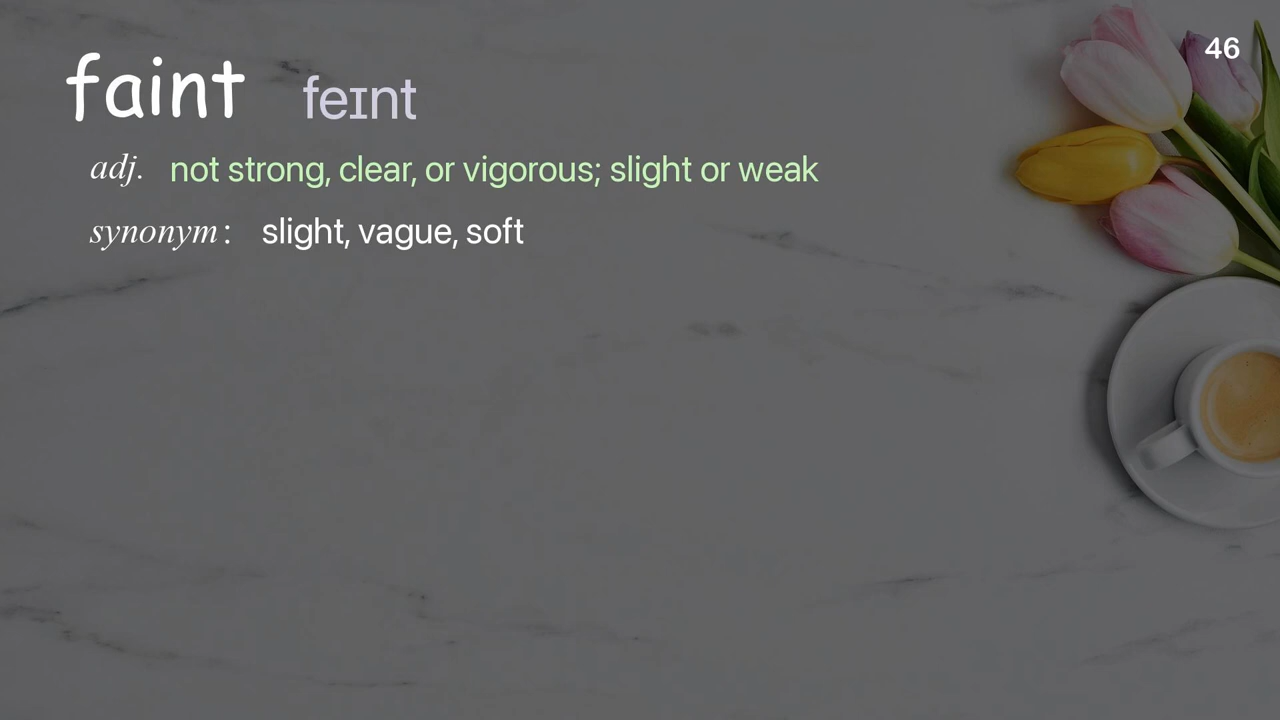 46
faint feɪnt
adj. not strong, clear, or vigorous; slight or weak
synonym: slight, vague, soft